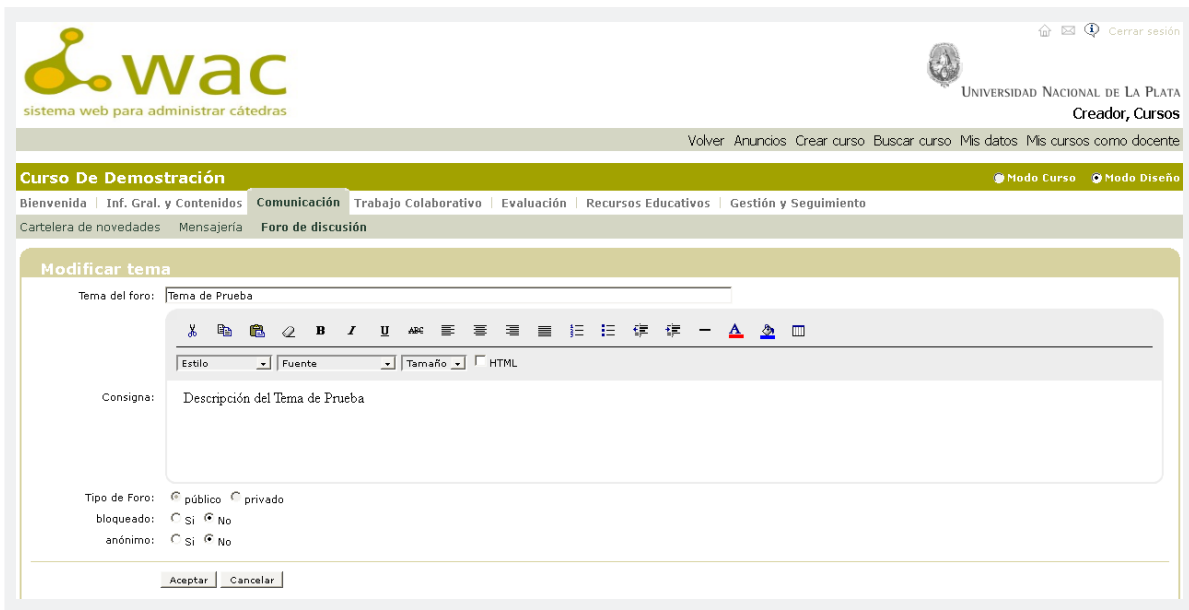 Cerrar sesión
wac
sistema web para administrar cátedras
UNIVERSIDAD NACIONAL DE LA PLATA
Creador, Cursos
Volver Anuncios Crear curso Buscar curso Mis datos Mis cursos como docente
Curso De Demostración Modo Curso Modo Diseño
Bienvenida | Inf. Gral. y Contenidos Comunicación Trabajo Colaborativo | Evaluación | Recursos Educativos | Gestión y Seguimiento
Cartelera de novedades Mensajería Foro de discusión
Modificar tema
Tema del foro: Tema de Prueba
B I U ABC A
Estilo Fuente Tamaño HTML
Consigna: Descripción del Tema de Prueba
Tipo de Foro: público privado
bloqueado: Si No
anónimo: Si No
Aceptar Cancelar